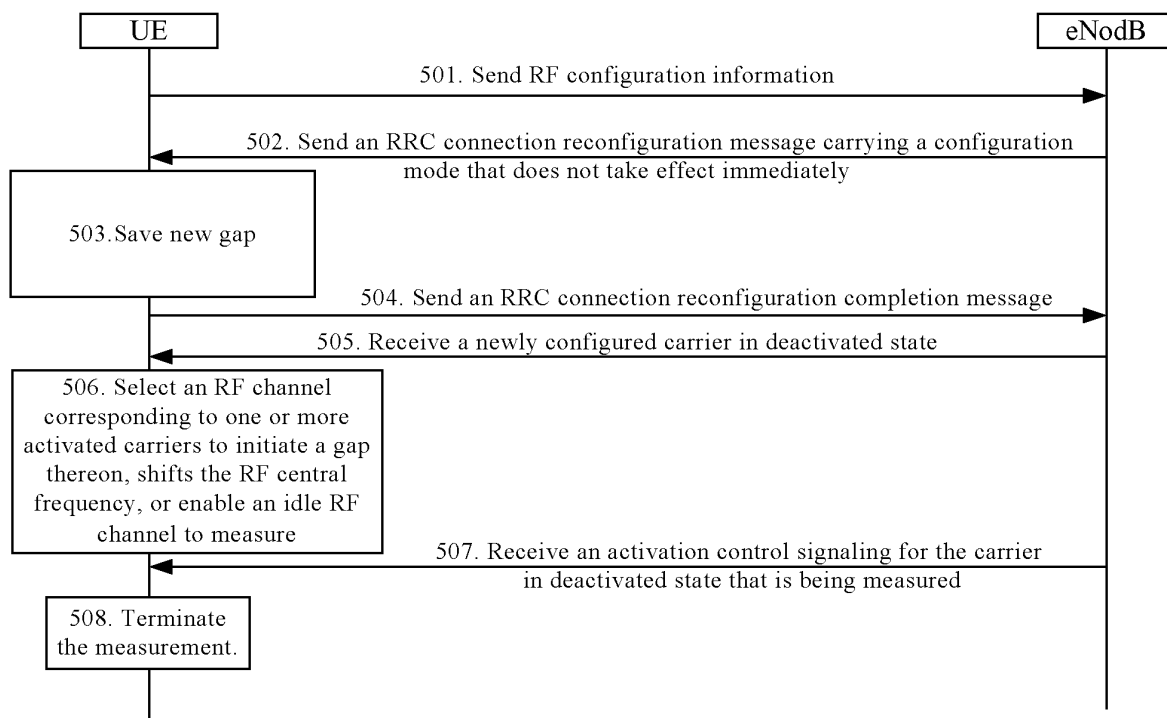 UE
eNodB
501. Send RF configuration information
502. Send an RRC connection reconfiguration message carrying a configuration
mode that does not take effect immediately
503.Save new gap
504. Send an RRC connection reconfiguration completion message
505. Receive a newly configured carrier in deactivated state
506. Select an RF channel
corresponding to one or more
activated carriers to initiate a gap
thereon, shifts the RF central
frequency, or enable an idle RF
channel to measure
507. Receive an activation control signaling for the carrier
in deactivated state that is being measured
508. Terminate
the measurement.